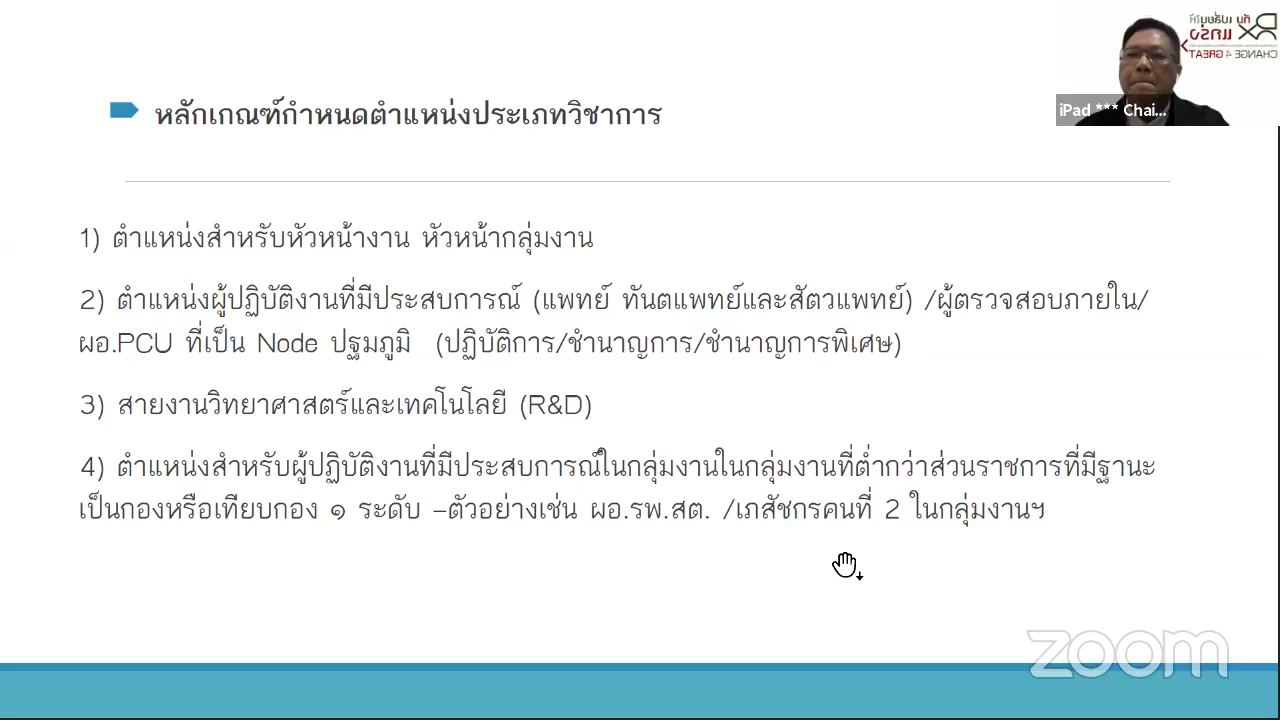 หลักเกณฑ์กำหนดตำแหน่งประเภทวิชาการ
iPad *** Chai...
CHANGE 4 GREAT
1) ตำแหน่งสำหรับหัวหน้างาน หัวหน้ากลุ่มงาน
2) ตำแหน่งผู้ปฏิบัติงานที่มีประสบการณ์ (แพทย์ ทันตแพทย์และสัตวแพทย์) /ผู้ตรวจสอบภายใน/
ผอ.PCU ที่เป็น Node ปฐมภูมิ (ปฏิบัติการ/ชำนาญการ/ชำนาญการพิเศษ)
3) สายงานวิทยาศาสตร์และเทคโนโลยี (R&D)
4) ตำแหน่งสำหรับผู้ปฏิบัติงานที่มีประสบการณ์ในกลุ่มงานในกลุ่มงานที่ต่ำกว่าส่วนราชการที่มีฐานะ
เป็นกองหรือเทียบกอง ๑ ระดับ –ตัวอย่างเช่น ผอ.รพ.สต. /เภสัชกรคนที่ 2 ในกลุ่มงานฯ
zoom